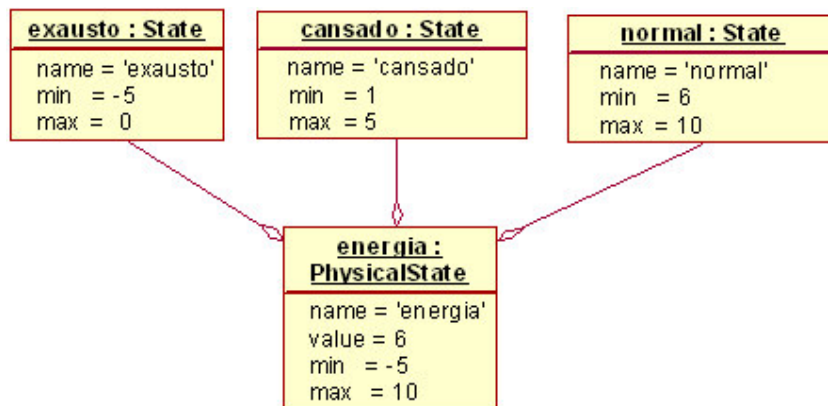 exausto : State
name = 'exausto'
min = -5
max = 0
cansado : State
name = 'cansado'
min = 1
max = 5
normal : State
name = 'normal'
min = 6
max = 10
energia :
PhysicalState
name = 'energia'
value = 6
min = -5
max = 10